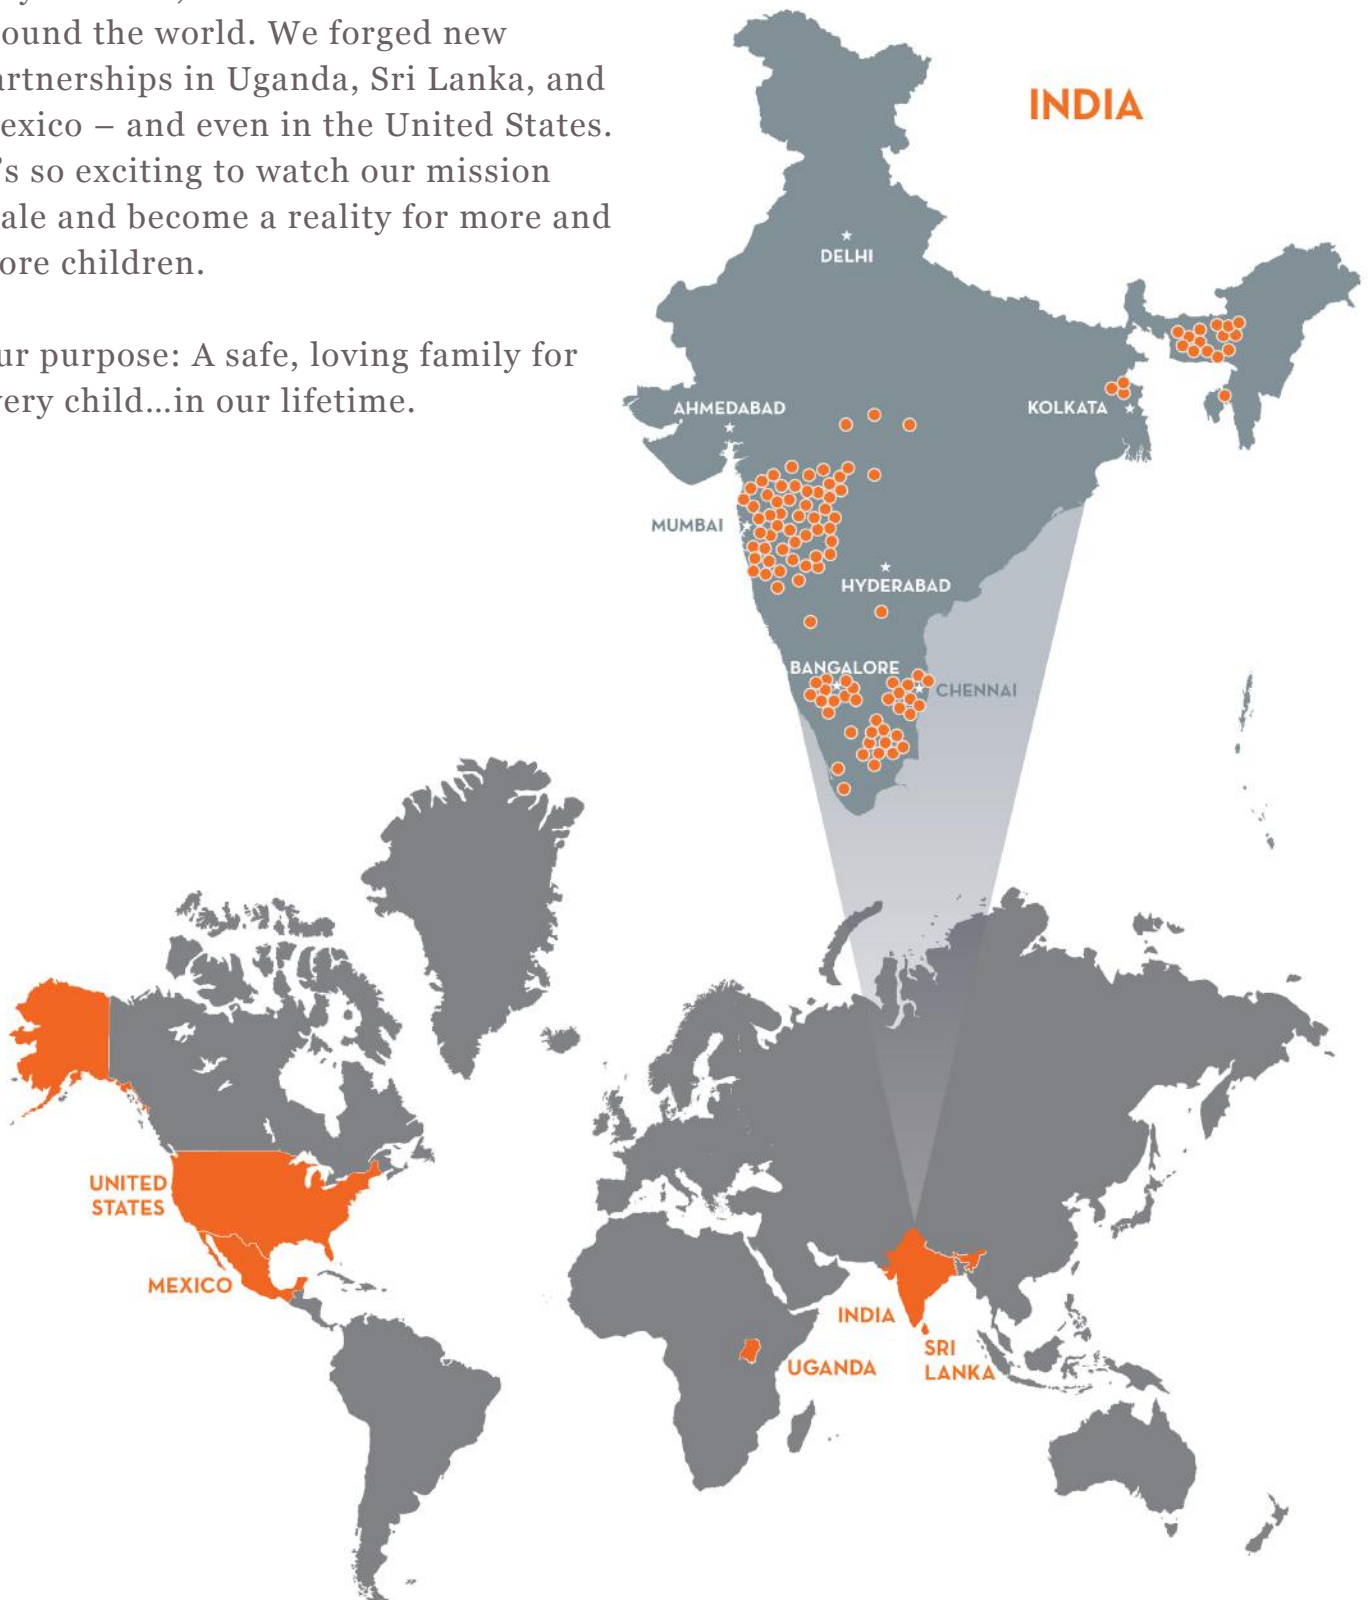 ound the world. We forged new
artnerships in Uganda, Sri Lanka, and
exico – and even in the United States.
's so exciting to watch our mission
ale and become a reality for more and
ore children.
ur purpose: A safe, loving family for
very child...in our lifetime.
INDIA
DELHI
AHMEDABAD
KOLKATA
MUMBAI
HYDERABAD
BANGALORE
CHENNAI
UNITED
STATES
MEXICO
INDIA
SRI
LANKA
UGANDA